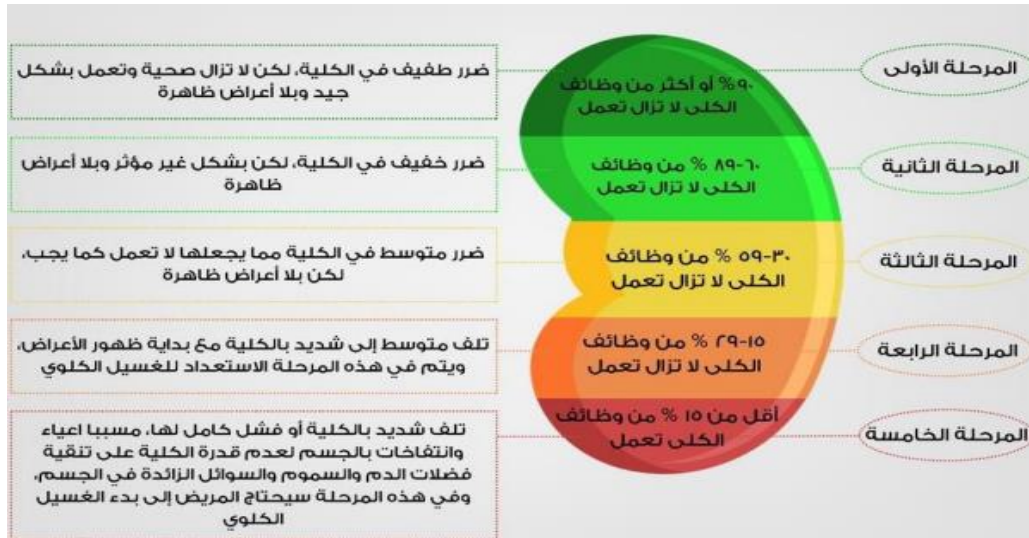 المرحلة الأولى
٩٠% أو أكثر من وظائف
الكلى لا تزال تعمل
ضرر طفيف في الكلية، لكن لا تزال صحية وتعمل بشكل
جيد وبلا أعراض ظاهرة
المرحلة الثانية
٦٠-٨٩ % من وظائف
الكلى لا تزال تعمل
ضرر خفيف في الكلية، لكن بشكل غير مؤثر وبلا أعراض
ظاهرة
المرحلة الثالثة
٣٠-٥٩ % من وظائف
الكلى لا تزال تعمل
ضرر متوسط في الكلية مما يجعلها لا تعمل كما يجب،
لكن بلا أعراض ظاهرة
المرحلة الرابعة
١٥-٢٩ % من وظائف
الكلى لا تزال تعمل
تلف متوسط إلى شديد بالكلية مع بداية ظهور الأعراض،
ويتم في هذه المرحلة الاستعداد للغسيل الكلوي
المرحلة الخامسة
أقل من ١٥ % من وظائف
الكلى تعمل
تلف شديد بالكلية أو فشل كامل لها، مسببا اعياء
وانتفاخات بالجسم لعدم قدرة الكلية على تنقية
فضلات الدم والسموم والسوائل الزائدة في الجسم،
وفي هذه المرحلة سيحتاج المريض إلى بدء الغسيل
الكلوي